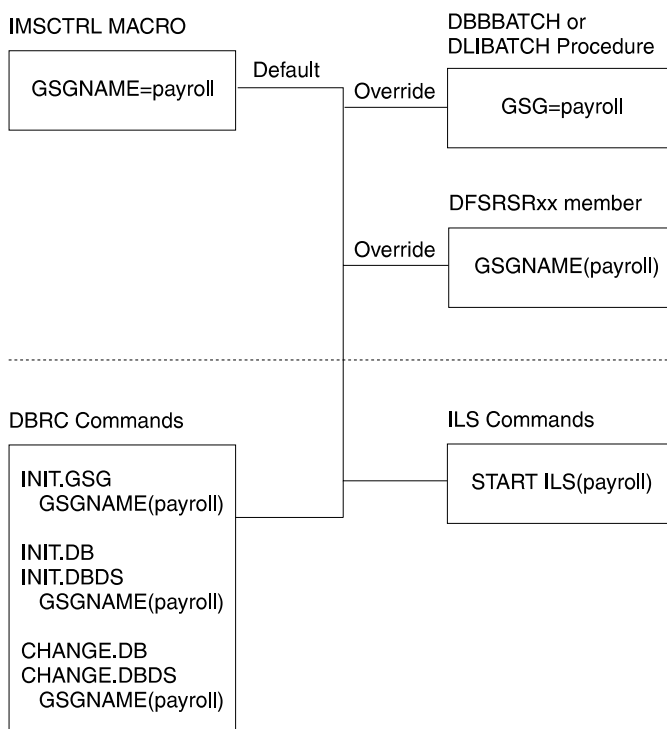 IMSCTRL MACRO
GSGNAME=payroll
Default
DBBBATCH or
DLIBATCH Procedure
Override
GSG=payroll
DFSRSRxx member
Override
GSGNAME(payroll)
DBRC Commands
INIT.GSG
GSGNAME(payroll)
INIT.DB
INIT.DBDS
GSGNAME(payroll)
CHANGE.DB
CHANGE.DBDS
GSGNAME(payroll)
ILS Commands
START ILS(payroll)